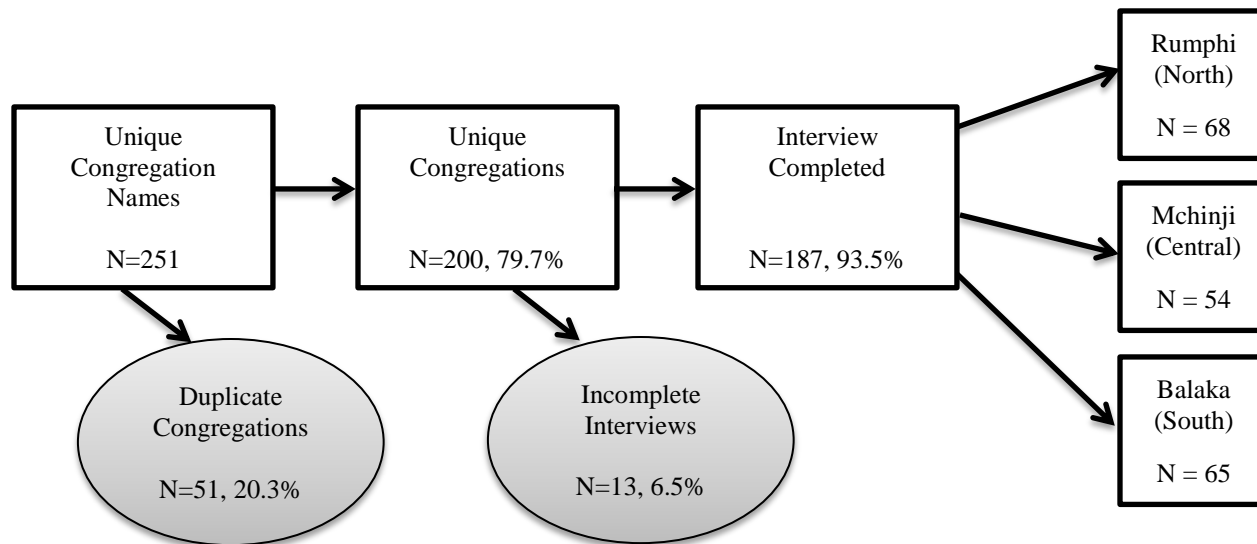 Unique
Congregation
Names
N=251
Unique
Congregations
N=200, 79.7%
Interview
Completed
N=187, 93.5%
Rumphi
(North)
N = 68
Mchinji
(Central)
N = 54
Balaka
(South)
N = 65
Duplicate
Congregations
N=51, 20.3%
Incomplete
Interviews
N=13, 6.5%